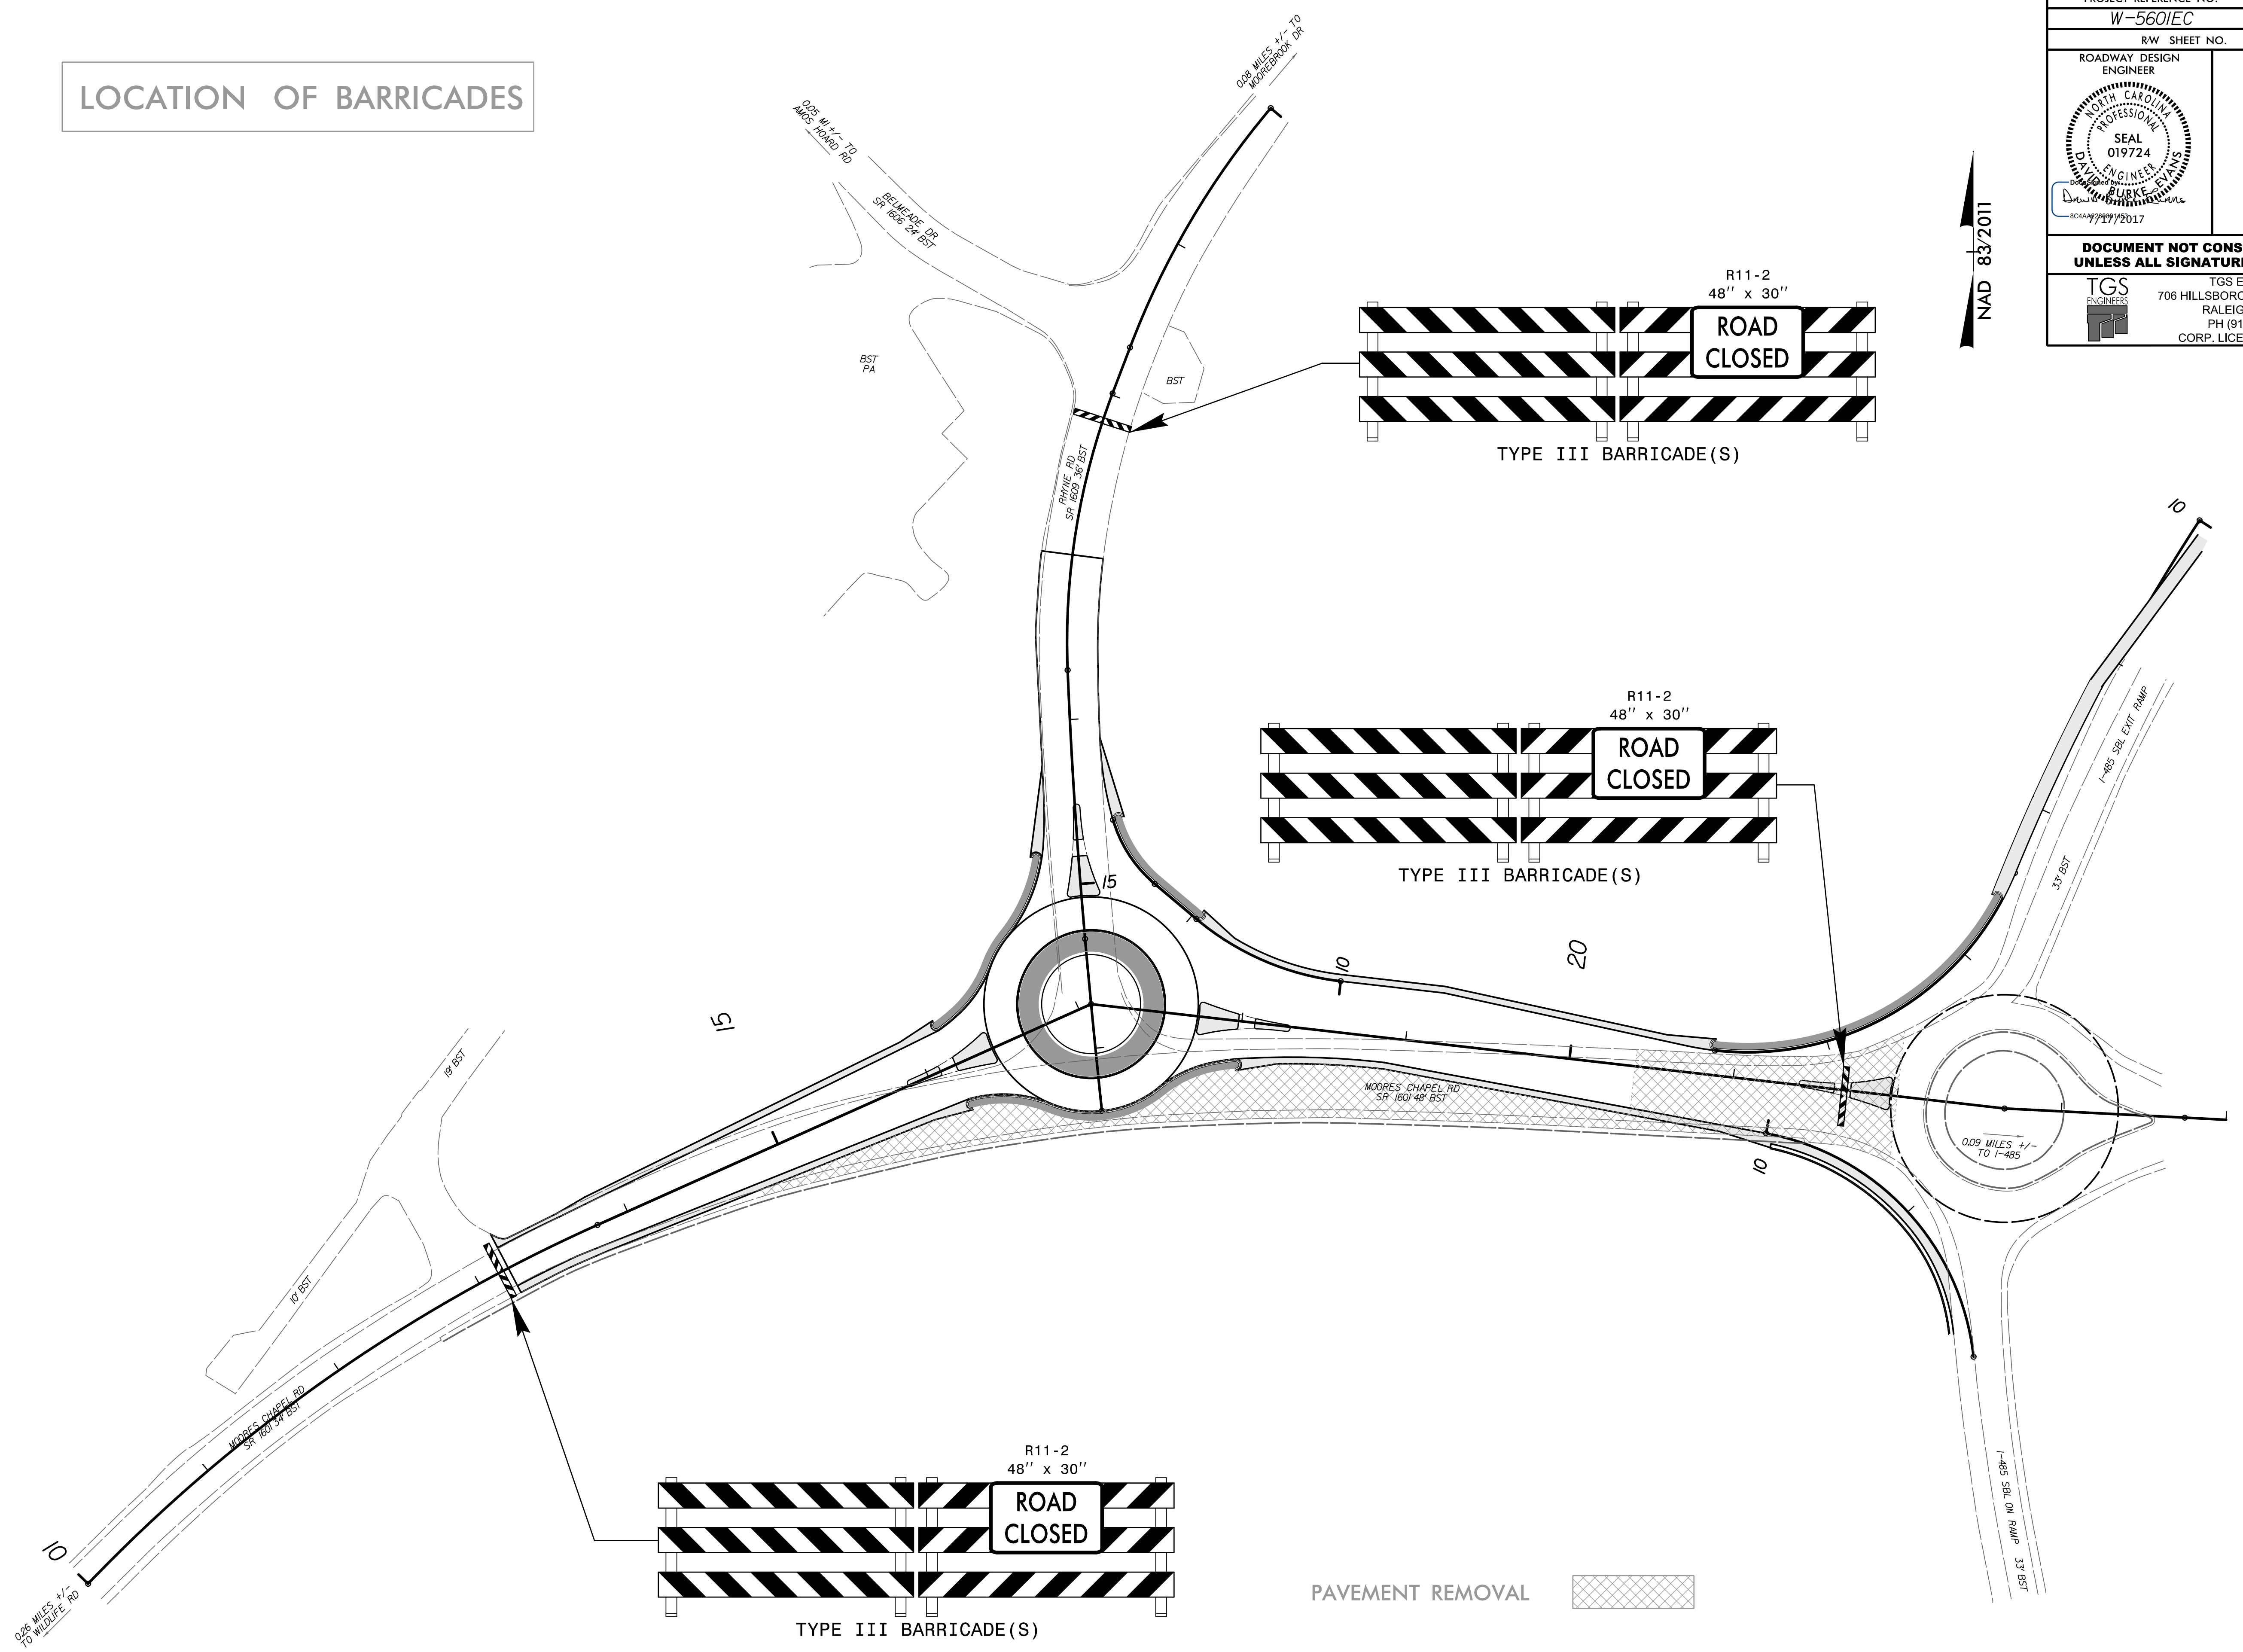 LOCATION OF BARRICADES
PROJECT REFERENCE NO.
W-5601EC
R/W SHEET NO.
ROADWAY DESIGN
ENGINEER
NORTH CAROLINA
PROFESSIONAL
SEAL
019724
ENGINEER
DAVID BURKE EVANS
7/17/2017
DOCUMENT NOT CONS
UNLESS ALL SIGNATUR
TGS
ENGINEERS
TGS E
706 HILLSBORO
RALEIG
PH (91
CORP. LICE
NAD 83/2011
0.08 MILES +/- TO
MOOREBROOK DR
0.05 MI +/- TO
AMOS HOARD RD
BELMEADE DR
SR 1606 24' BST
BST
PA
BST
RHYNE RD
SR 1609 36' BST
R11-2
48" x 30"
ROAD
CLOSED
TYPE III BARRICADE(S)
10
R11-2
48" x 30"
ROAD
CLOSED
TYPE III BARRICADE(S)
I-485 SBL EXIT RAMP
33' BST
15
20
10
15
19' BST
MOORES CHAPEL RD
SR 1601 48' BST
0.09 MILES +/-
TO I-485
10
10' BST
MOORES CHAPEL RD
SR 1601 34' BST
R11-2
48" x 30"
ROAD
CLOSED
TYPE III BARRICADE(S)
I-485 SBL ON RAMP 33' BST
10
0.26 MILES +/-
TO WILDLIFE RD
PAVEMENT REMOVAL